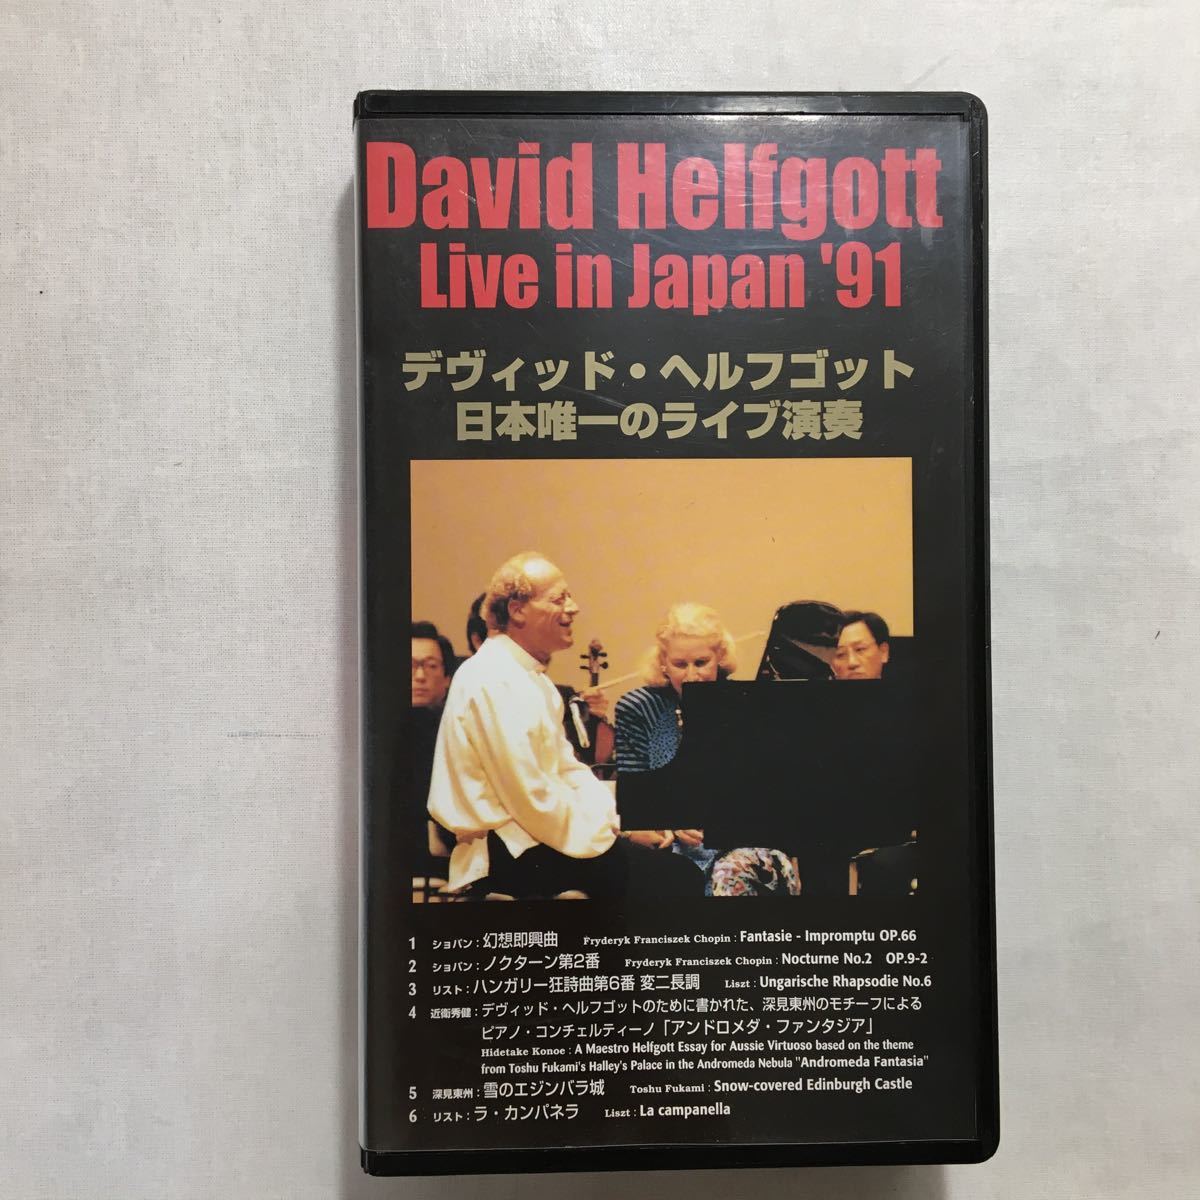 David Helfgott
Live in Japan '91
デヴィッド・ヘルフゴット
日本唯一のライブ演奏
1 ショパン：幻想即興曲 Fryderyk Franciszek Chopin : Fantasie - Impromptu OP.66
2 ショパン：ノクターン第2番 Fryderyk Franciszek Chopin : Nocturne No.2 OP.9-2
3 リスト：ハンガリー狂詩曲第6番 変二長調 Liszt : Ungarische Rhapsodie No.6
4 近衛秀健：デヴィッド・ヘルフゴットのために書かれた、深見東州のモチーフによる
ピアノ・コンチェルティーノ「アンドロメダ・ファンタジア」
Hidetake Konoe : A Maestro Helfgott Essay for Aussie Virtuoso based on the theme
from Toshu Fukami's Halley's Palace in the Andromeda Nebula "Andromeda Fantasia"
5 深見東州：雪のエジンバラ城 Toshu Fukami : Snow-covered Edinburgh Castle
6 リスト：ラ・カンパネラ Liszt : La campanella